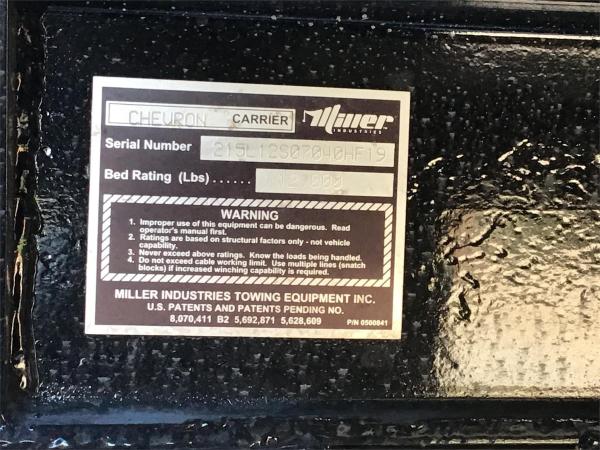 CHEVRON CARRIER Miller
INDUSTRIES
Serial Number 215L12S07040HF19
Bed Rating (Lbs) ...... 12 000
WARNING
1. Improper use of this equipment can be dangerous. Read
operator's manual first.
2. Ratings are based on structural factors only - not vehicle
capability.
3. Never exceed above ratings. Know the loads being handled.
4. Do not exceed cable working limit. Use multiple lines (snatch
blocks) if increased winching capability is required.
MILLER INDUSTRIES TOWING EQUIPMENT INC.
U.S. PATENTS AND PATENTS PENDING NO.
8,070,411 B2 5,692,871 5,628,609
P/N 0500841